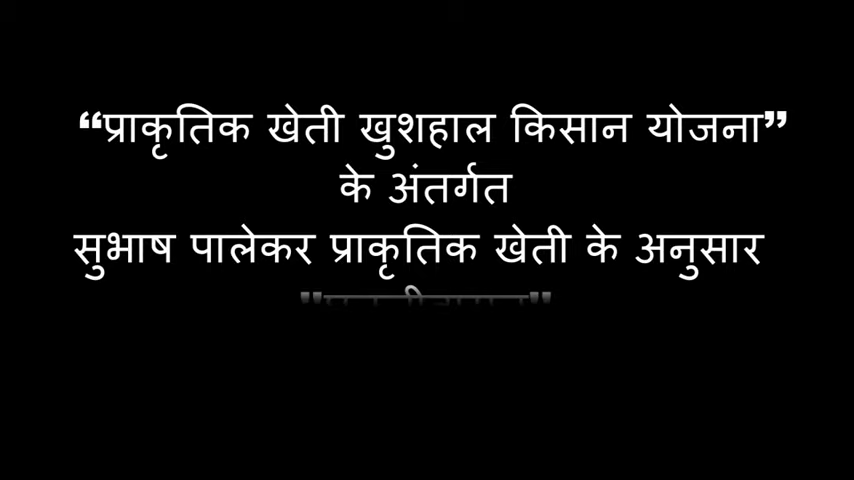 “प्राकृतिक खेती खुशहाल किसान योजना”
के अंतर्गत
सुभाष पालेकर प्राकृतिक खेती के अनुसार